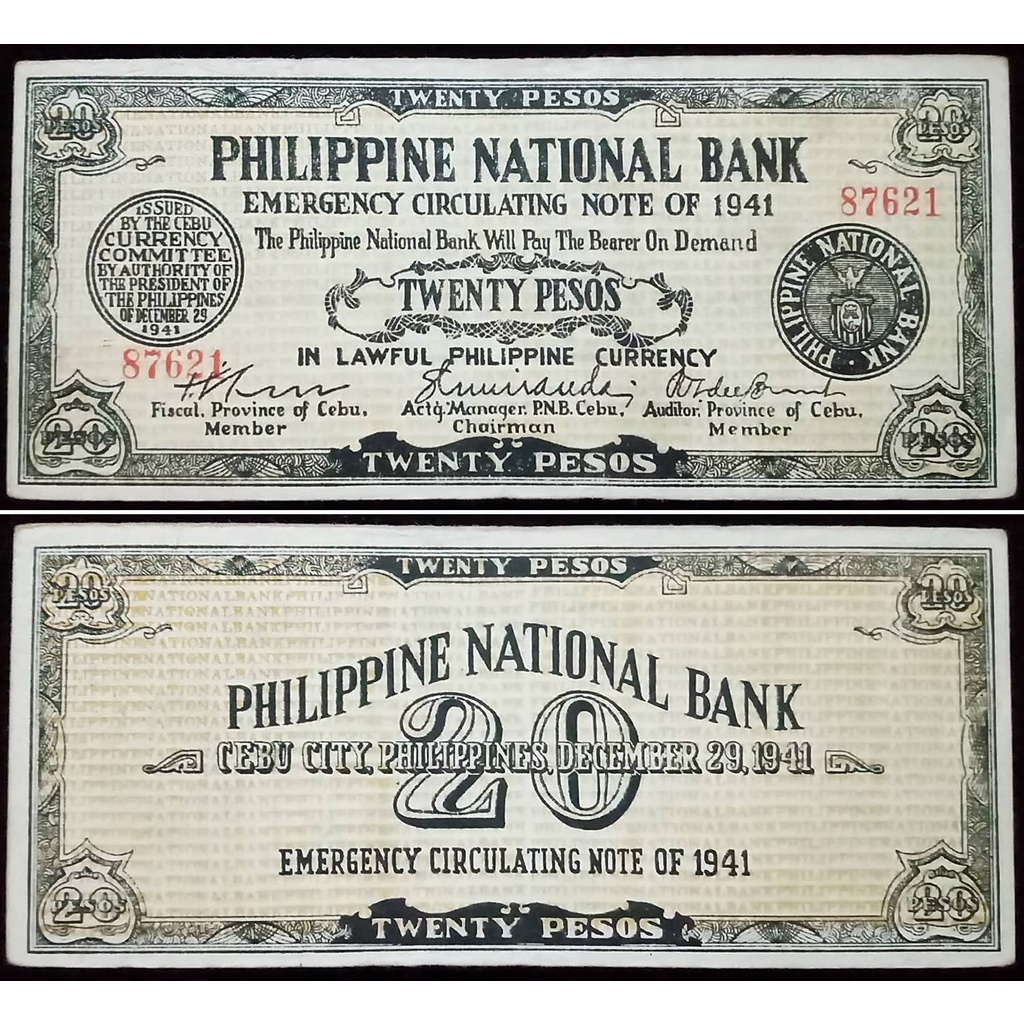 TWENTY PESOS
20 PESOS
20 PESOS
PHILIPPINE NATIONAL BANK
EMERGENCY CIRCULATING NOTE OF 1941
87621
The Philippine National Bank Will Pay The Bearer On Demand
ISSUED
BY THE CEBU
CURRENCY
COMMITTEE
BY AUTHORITY OF
THE PRESIDENT OF
THE PHILIPPINES
OF DECEMBER 29
1941
TWENTY PESOS
PHILIPPINE NATIONAL BANK
IN LAWFUL PHILIPPINE CURRENCY
87621
Fiscal, Province of Cebu,
Member
Actg. Manager. P.N.B. Cebu,
Chairman
Auditor, Province of Cebu,
Member
20 PESOS
20 PESOS
TWENTY PESOS
TWENTY PESOS
20 PESOS
20 PESOS
PHILIPPINE NATIONAL BANK
20
CEBU CITY, PHILIPPINES, DECEMBER 29, 1941
EMERGENCY CIRCULATING NOTE OF 1941
20 PESOS
20 PESOS
TWENTY PESOS